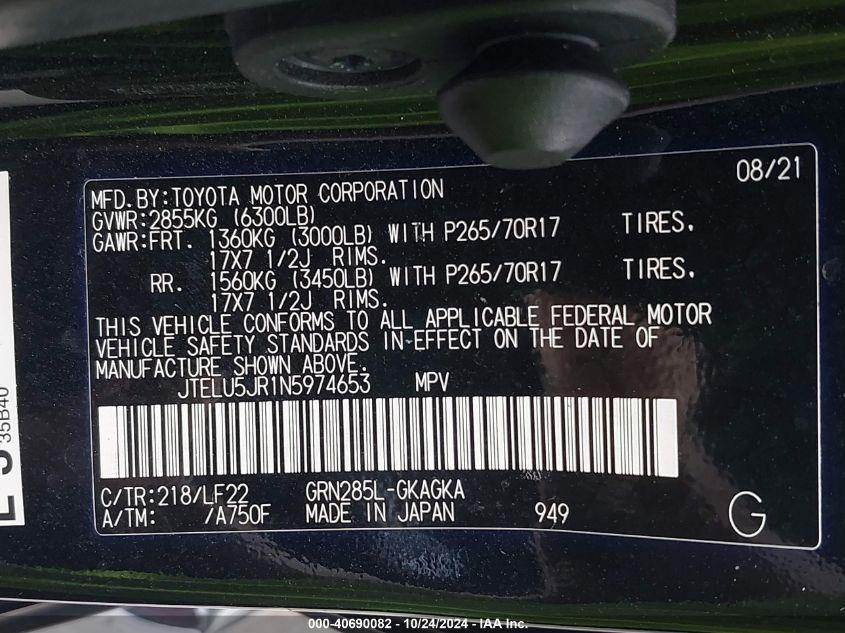 08/21
MFD.BY:TOYOTA MOTOR CORPORATION
GVWR:2855KG (6300LB)
GAWR:FRT. 1360KG (3000LB) WITH P265/70R17 TIRES.
17X7 1/2J RIMS.
RR. 1560KG (3450LB) WITH P265/70R17 TIRES.
17X7 1/2J RIMS.
THIS VEHICLE CONFORMS TO ALL APPLICABLE FEDERAL MOTOR
VEHICLE SAFETY STANDARDS IN EFFECT ON THE DATE OF
MANUFACTURE SHOWN ABOVE.
JTELU5JR1N5974653 MPV
C/TR:218/LF22 GRN285L-GKAGKA
A/TM: /A750F MADE IN JAPAN 949 G
35B40
000-40690082 - 10/24/2024 - IAA Inc.